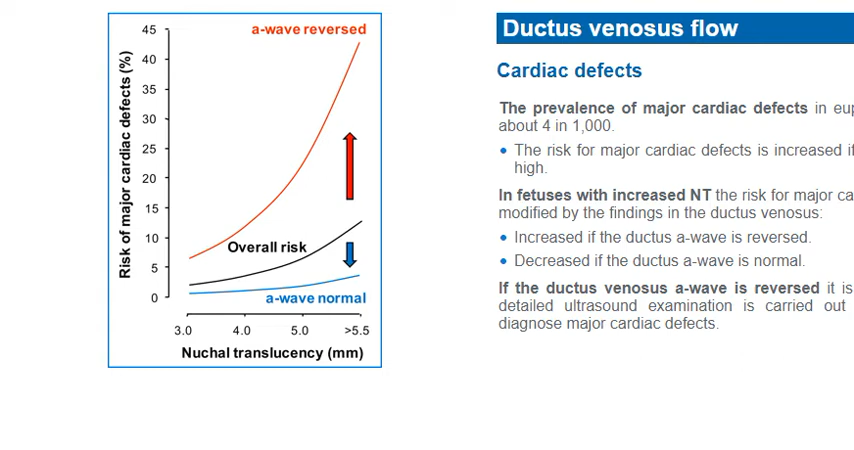 45
40
35
30
25
20
15
10
5
0
Risk of major cardiac defects (%)
a-wave reversed
Overall risk
a-wave normal
3.0 4.0 5.0 >5.5
Nuchal translucency (mm)
Ductus venosus flow
Cardiac defects
The prevalence of major cardiac defects in
about 4 in 1,000.
• The risk for major cardiac defects is increased
high.
In fetuses with increased NT the risk for major
modified by the findings in the ductus venosus:
• Increased if the ductus a-wave is reversed.
• Decreased if the ductus a-wave is normal.
If the ductus venosus a-wave is reversed it is
detailed ultrasound examination is carried out
diagnose major cardiac defects.